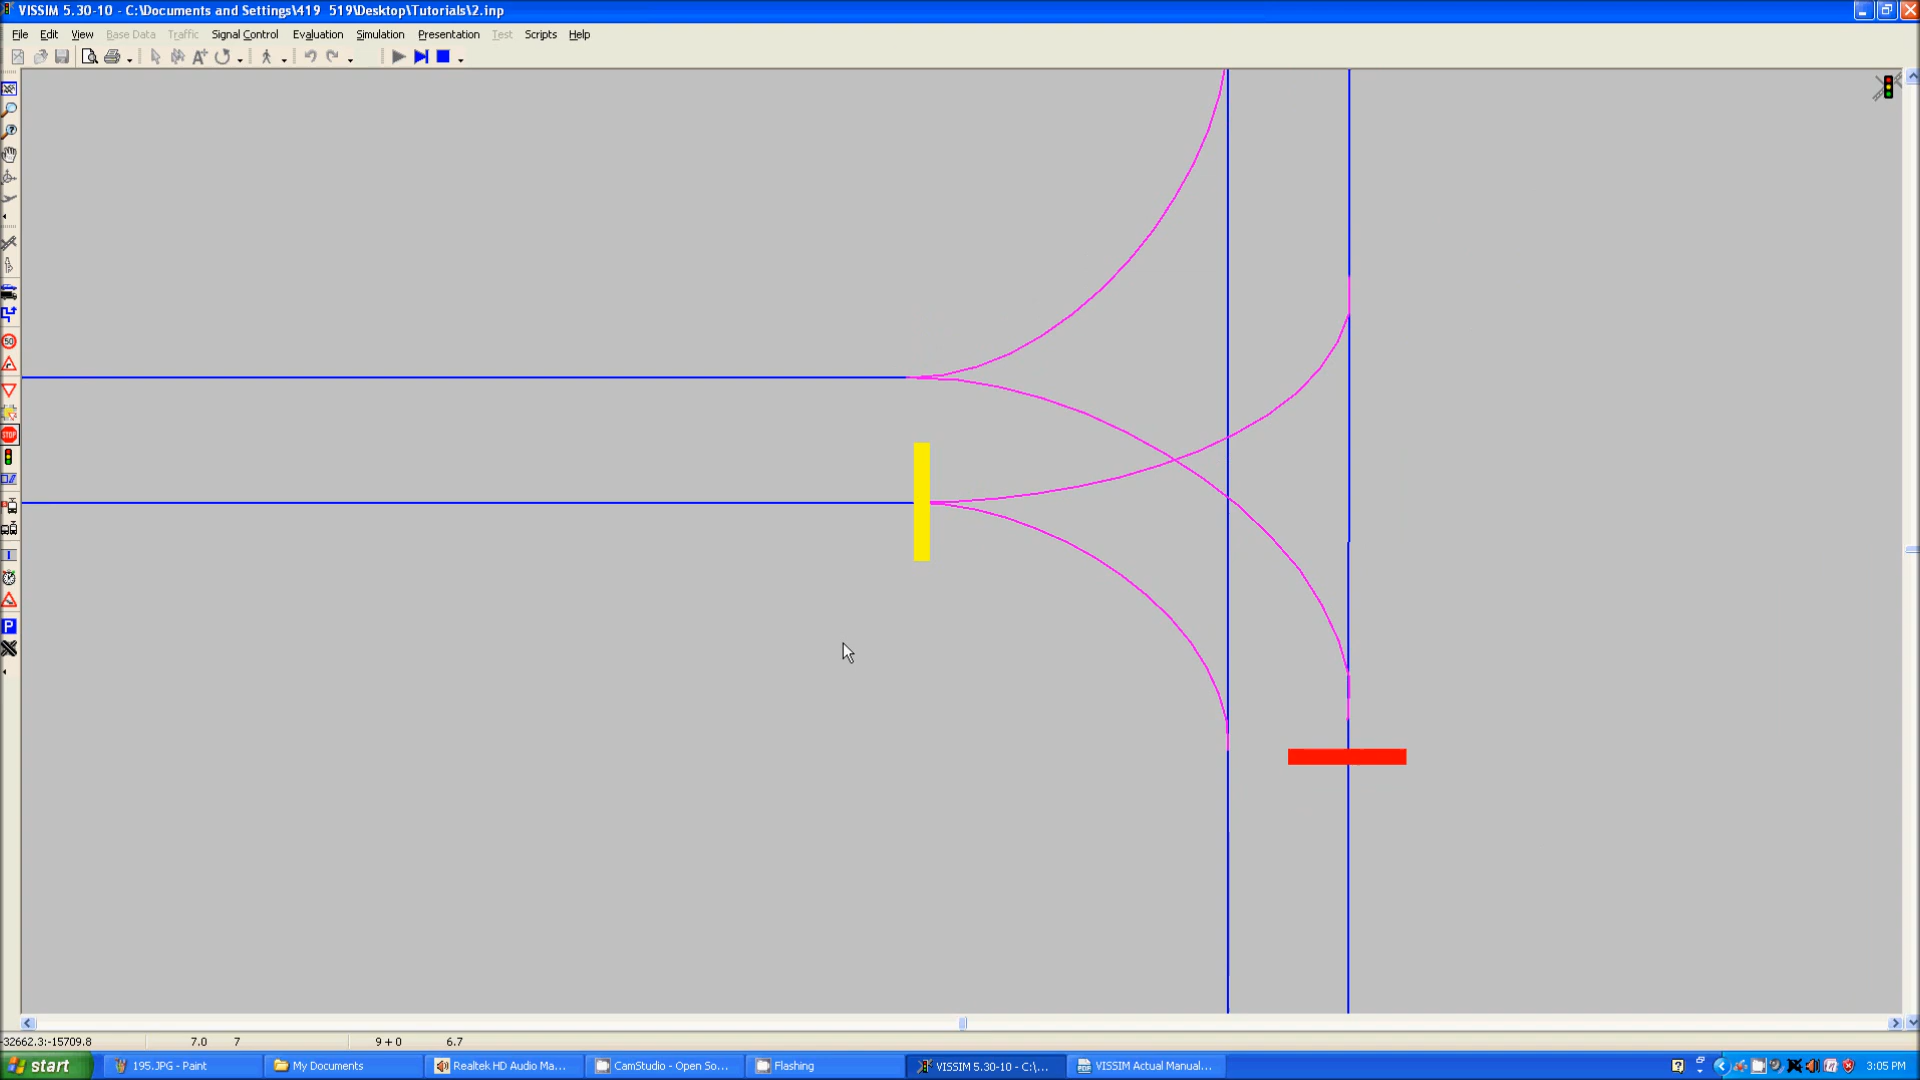 VISSIM 5.30-10 - C:\Documents and Settings\419 519\Desktop\Tutorials\2.inp
File Edit View Base Data Traffic Signal Control Evaluation Simulation Presentation Test Scripts Help
50
STOP
P
-32662.3:-15709.8 7.0 7 9 + 0 6.7
start 195.JPG - Paint My Documents Realtek HD Audio Ma... CamStudio - Open So... Flashing VISSIM 5.30-10 - C:\... VISSIM Actual Manual... 3:05 PM